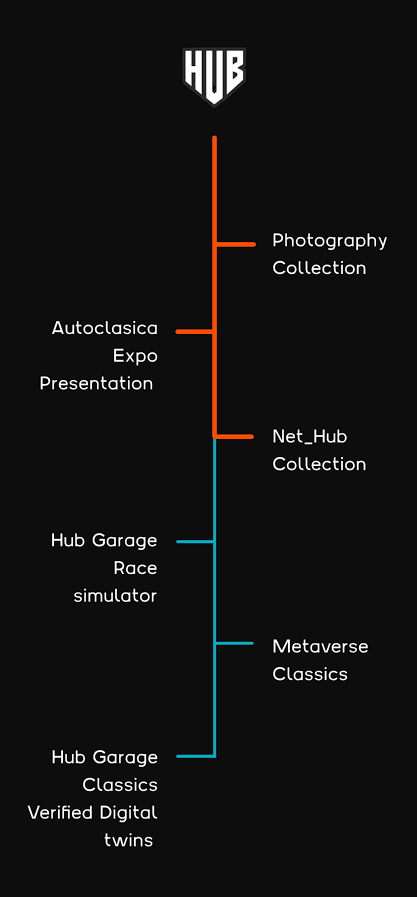 HUB
Photography
Collection
Autoclasica
Expo
Presentation
Net_Hub
Collection
Hub Garage
Race
simulator
Metaverse
Classics
Hub Garage
Classics
Verified Digital
twins